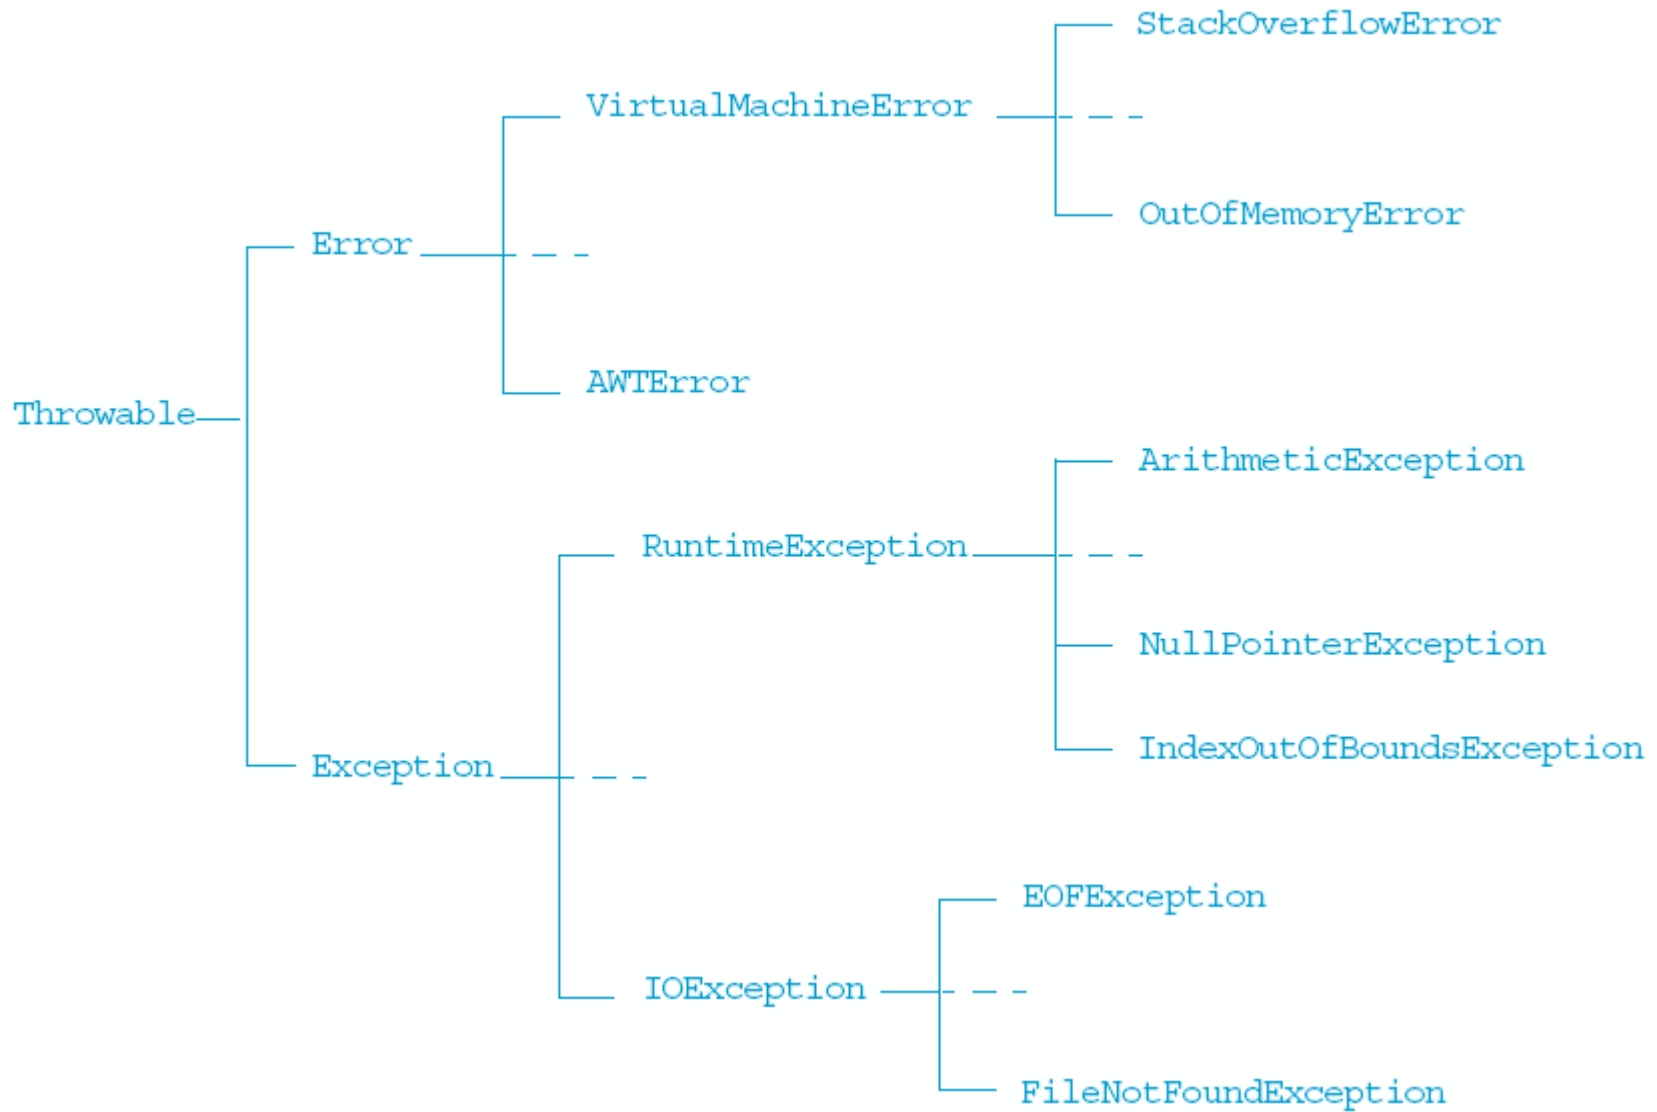 StackOverflowError
VirtualMachineError
OutOfMemoryError
Error
AWTError
Throwable
ArithmeticException
RuntimeException
NullPointerException
IndexOutOfBoundsException
Exception
EOFException
IOException
FileNotFoundException